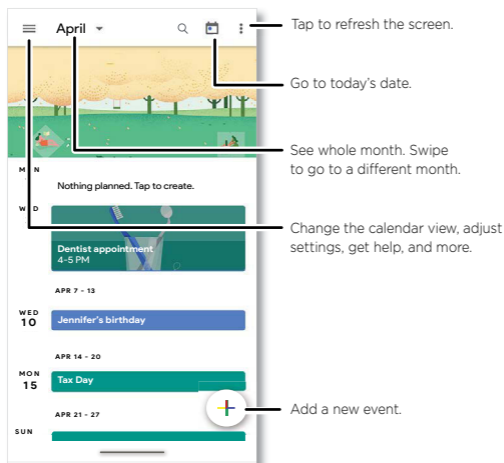 April
Tap to refresh the screen.
Go to today's date.
See whole month. Swipe
to go to a different month.
Change the calendar view, adjust
settings, get help, and more.
Nothing planned. Tap to create.
Dentist appointment
4-5 PM
APR 7 - 13
WED
10
Jennifer's birthday
APR 14 - 20
MON
15
Tax Day
Add a new event.
APR 21 - 27
SUN